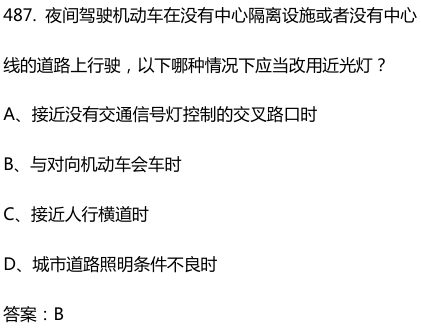 487. 夜间驾驶机动车在没有中心隔离设施或者没有中心
线的道路上行驶，以下哪种情况下应当改用近光灯？
A、接近没有交通信号灯控制的交叉路口时
B、与对向机动车会车时
C、接近人行横道时
D、城市道路照明条件不良时
答案：B